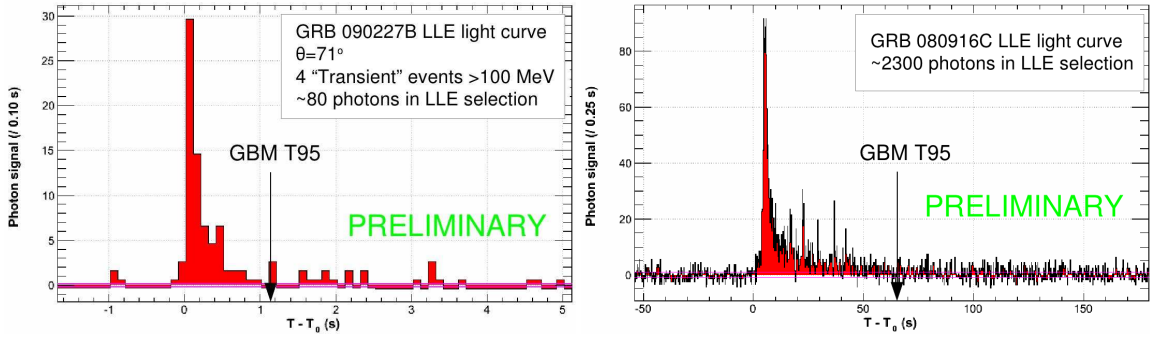 GRB 090227B LLE light curve
θ=71°
4 “Transient” events >100 MeV
~80 photons in LLE selection
GBM T95
PRELIMINARY
Photon signal (/ 0.10 s)
30
25
20
15
10
5
0
-1
0
1
2
3
4
5
T - T₀ (s)
GRB 080916C LLE light curve
~2300 photons in LLE selection
GBM T95
PRELIMINARY
Photon signal (/ 0.25 s)
80
60
40
20
0
-50
0
50
100
150
T - T₀ (s)